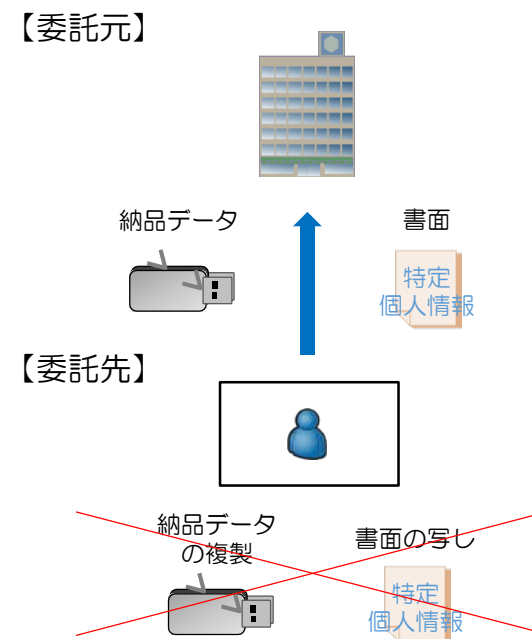 【委託元】
納品データ
書面
特定
個人情報
【委託先】
納品データ
の複製
書面の写し
特定
個人情報